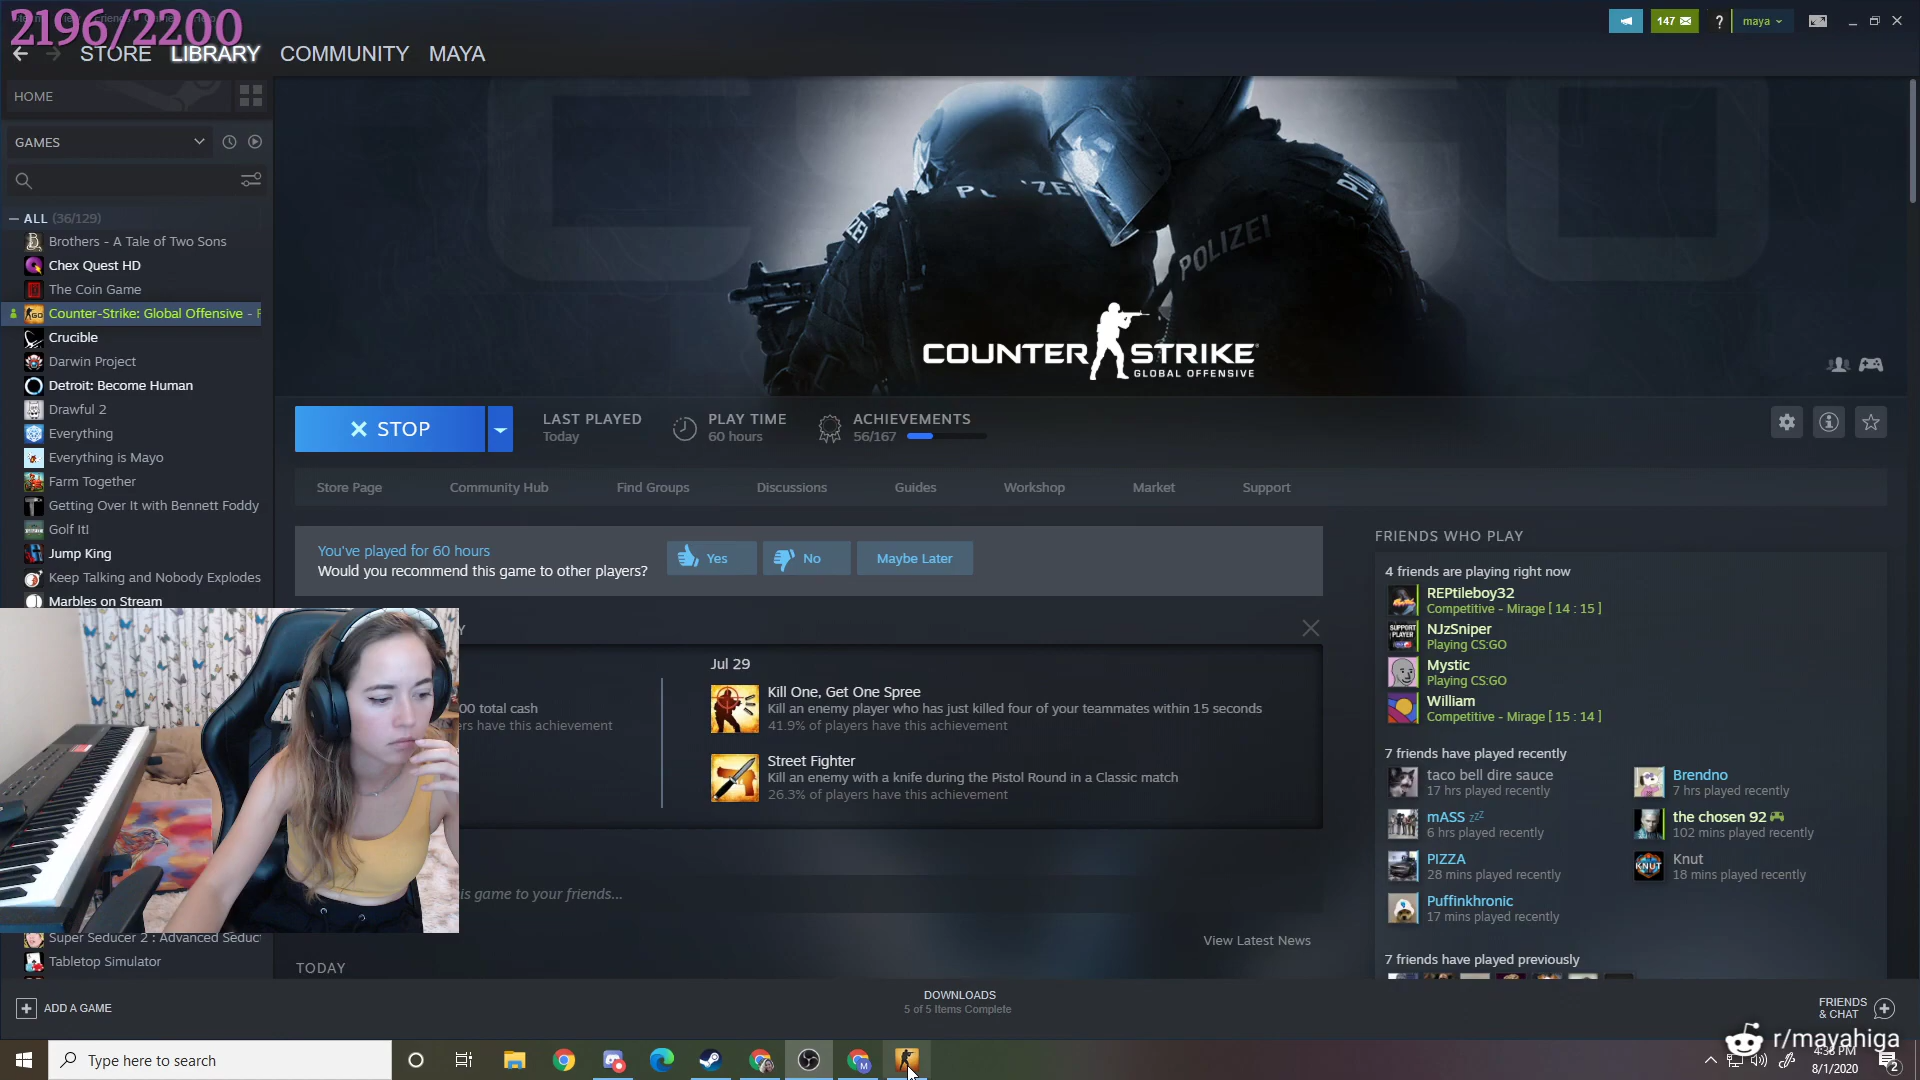 2196/2200
147
?
maya
STORE LIBRARY COMMUNITY MAYA
HOME
GAMES
ALL (36/129)
Brothers - A Tale of Two Sons
Chex Quest HD
The Coin Game
Counter-Strike: Global Offensive - F
Crucible
Darwin Project
Detroit: Become Human
Drawful 2
Everything
Everything is Mayo
Farm Together
Getting Over It with Bennett Foddy
Golf It!
Jump King
Keep Talking and Nobody Explodes
Marbles on Stream
Super Seducer 2 : Advanced Seduc
Tabletop Simulator
POLIZEI
COUNTER STRIKE
GLOBAL OFFENSIVE
STOP
LAST PLAYED
Today
PLAY TIME
60 hours
ACHIEVEMENTS
56/167
Store Page Community Hub Find Groups Discussions Guides Workshop Market Support
You've played for 60 hours
Would you recommend this game to other players?
Yes No Maybe Later
Y
00 total cash
ers have this achievement
Jul 29
Kill One, Get One Spree
Kill an enemy player who has just killed four of your teammates within 15 seconds
41.9% of players have this achievement
Street Fighter
Kill an enemy with a knife during the Pistol Round in a Classic match
26.3% of players have this achievement
is game to your friends...
View Latest News
TODAY
FRIENDS WHO PLAY
4 friends are playing right now
REPtileboy32
Competitive - Mirage [ 14 : 15 ]
NJzSniper
Playing CS:GO
Mystic
Playing CS:GO
William
Competitive - Mirage [ 15 : 14 ]
7 friends have played recently
taco bell dire sauce
17 hrs played recently
Brendno
7 hrs played recently
mASS zzZ
6 hrs played recently
the chosen 92
102 mins played recently
PIZZA
28 mins played recently
Knut
18 mins played recently
Puffinkhronic
17 mins played recently
7 friends have played previously
ADD A GAME
DOWNLOADS
5 of 5 Items Complete
FRIENDS
& CHAT
r/mayahiga
Type here to search
4:38 PM
8/1/2020
2